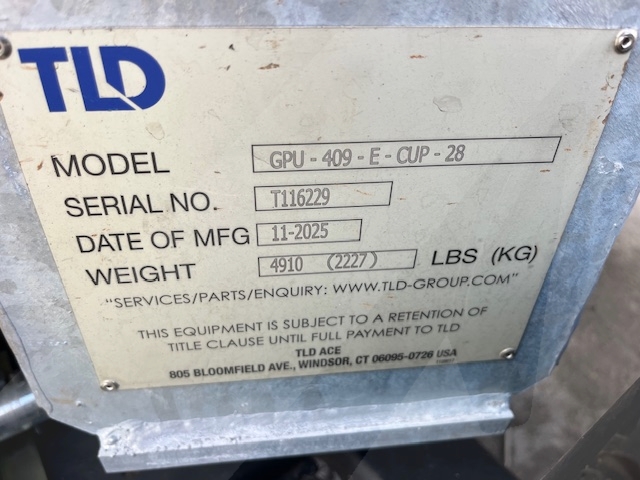 TLD
MODEL GPU - 409 - E - CUP - 28
SERIAL NO. T116229
DATE OF MFG 11-2025
WEIGHT 4910 (2227) LBS (KG)
"SERVICES/PARTS/ENQUIRY: WWW.TLD-GROUP.COM"
THIS EQUIPMENT IS SUBJECT TO A RETENTION OF
TITLE CLAUSE UNTIL FULL PAYMENT TO TLD
TLD ACE
805 BLOOMFIELD AVE., WINDSOR, CT 06095-0726 USA